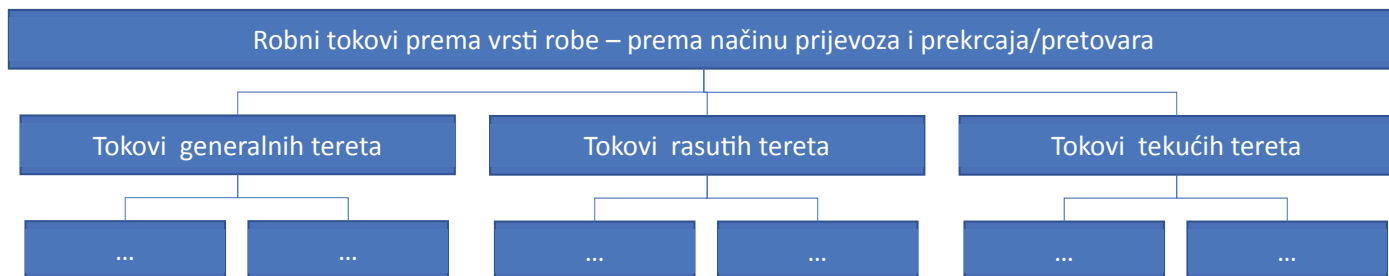 Robni tokovi prema vrsti robe – prema načinu prijevoza i prekrcaja/pretovara
Tokovi generalnih tereta
Tokovi rasutih tereta
Tokovi tekućih tereta
...
...
...
...
...
...